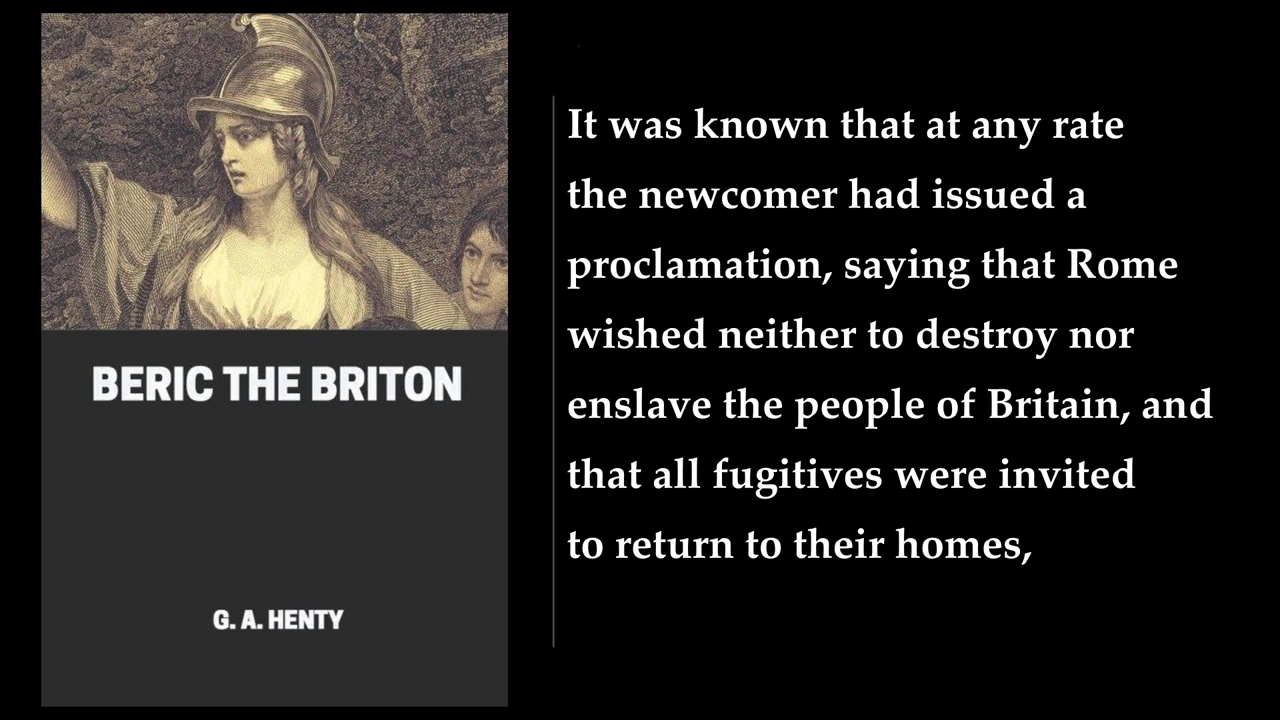 BERIC THE BRITON
G. A. HENTY
It was known that at any rate
the newcomer had issued a
proclamation, saying that Rome
wished neither to destroy nor
enslave the people of Britain, and
that all fugitives were invited
to return to their homes,